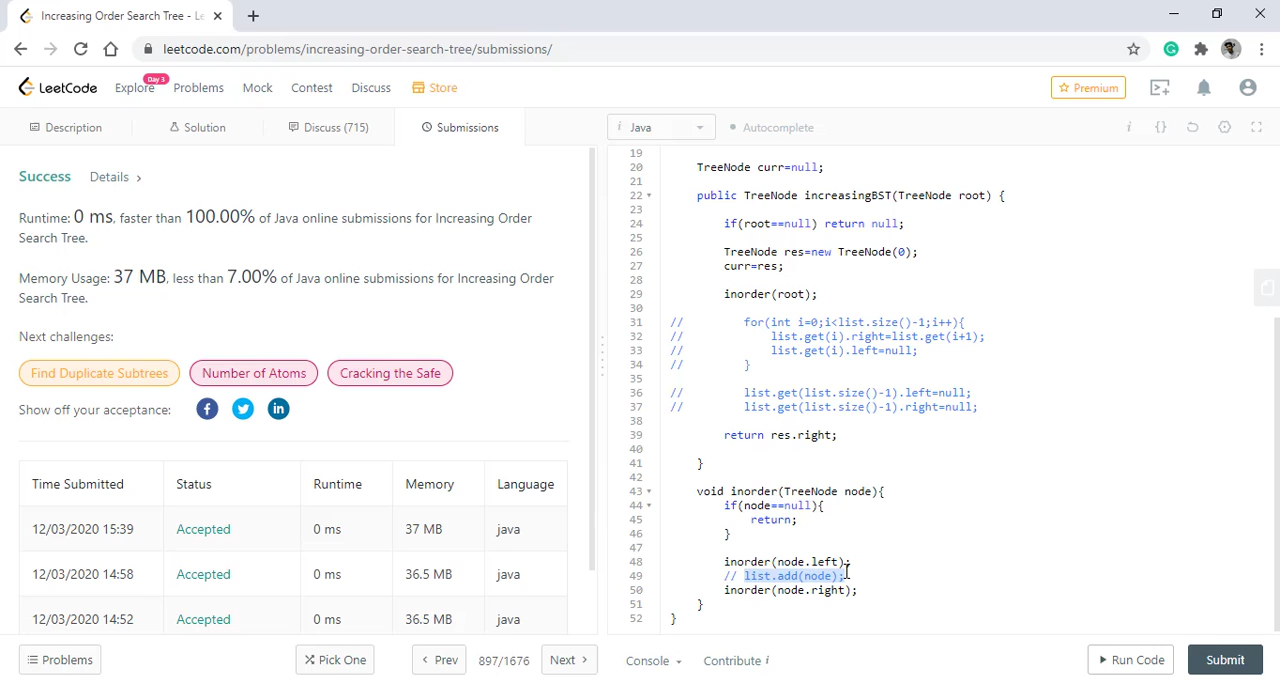 Increasing Order Search Tree - Le
leetcode.com/problems/increasing-order-search-tree/submissions/
LeetCode
Explore
Day 3
Problems
Mock
Contest
Discuss
Store
Premium
Description
Solution
Discuss (715)
Submissions
i Java
Autocomplete
Success
Details
Runtime: 0 ms, faster than 100.00% of Java online submissions for Increasing Order
Search Tree.
Memory Usage: 37 MB, less than 7.00% of Java online submissions for Increasing Order
Search Tree.
Next challenges:
Find Duplicate Subtrees
Number of Atoms
Cracking the Safe
Show off your acceptance:
Time Submitted Status Runtime Memory Language
12/03/2020 15:39 Accepted 0 ms 37 MB java
12/03/2020 14:58 Accepted 0 ms 36.5 MB java
12/03/2020 14:52 Accepted 0 ms 36.5 MB java
19
20 TreeNode curr=null;
21
22 public TreeNode increasingBST(TreeNode root) {
23
24 if(root==null) return null;
25
26 TreeNode res=new TreeNode(0);
27 curr=res;
28
29 inorder(root);
30
31 // for(int i=0;i<list.size()-1;i++){
32 // list.get(i).right=list.get(i+1);
33 // list.get(i).left=null;
34 // }
35
36 // list.get(list.size()-1).left=null;
37 // list.get(list.size()-1).right=null;
38
39 return res.right;
40
41 }
42
43 void inorder(TreeNode node){
44 if(node==null){
45 return;
46 }
47
48 inorder(node.left);
49 // list.add(node);
50 inorder(node.right);
51 }
52 }
Problems
Pick One
Prev
897/1676
Next
Console
Contribute i
Run Code
Submit